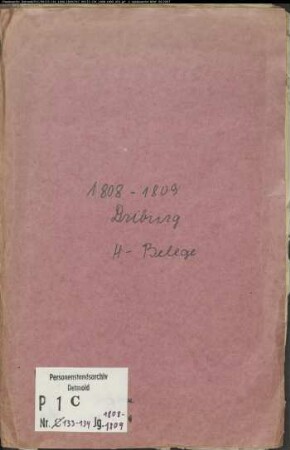 1808-1809
Driburg
H-Belege
Personenstandsarchiv
Detmold
P 1 C
1808-
Nr. 133-134 Jg. 1809